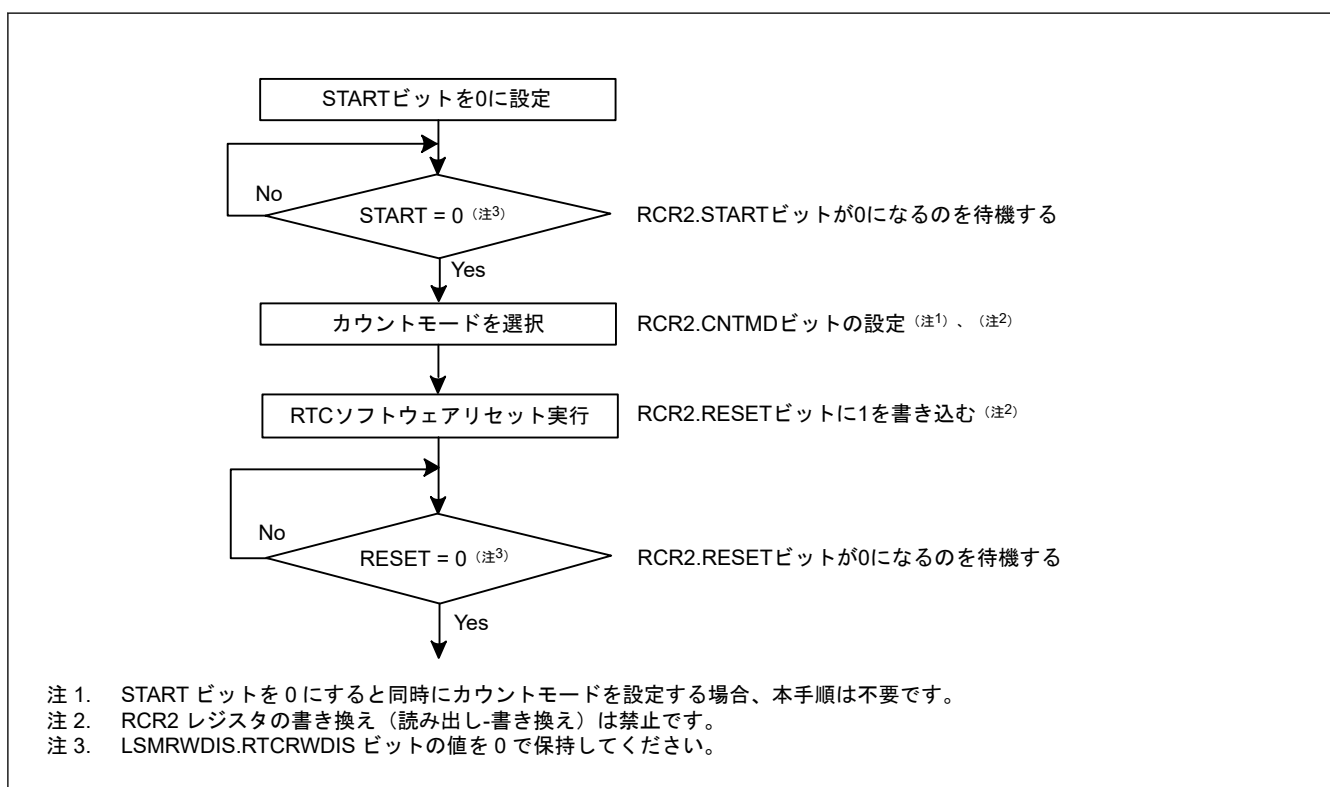 STARTビットを0に設定
No
START = 0（注3）
RCR2.STARTビットが0になるのを待機する
Yes
カウントモードを選択
RCR2.CNTMDビットの設定（注1）、（注2）
RTCソフトウェアリセット実行
RCR2.RESETビットに1を書き込む（注2）
No
RESET = 0（注3）
RCR2.RESETビットが0になるのを待機する
Yes
注 1. START ビットを 0 にすると同時にカウントモードを設定する場合、本手順は不要です。
注 2. RCR2 レジスタの書き換え（読み出し-書き換え）は禁止です。
注 3. LSMRWDIS.RTCRWDIS ビットの値を 0 で保持してください。